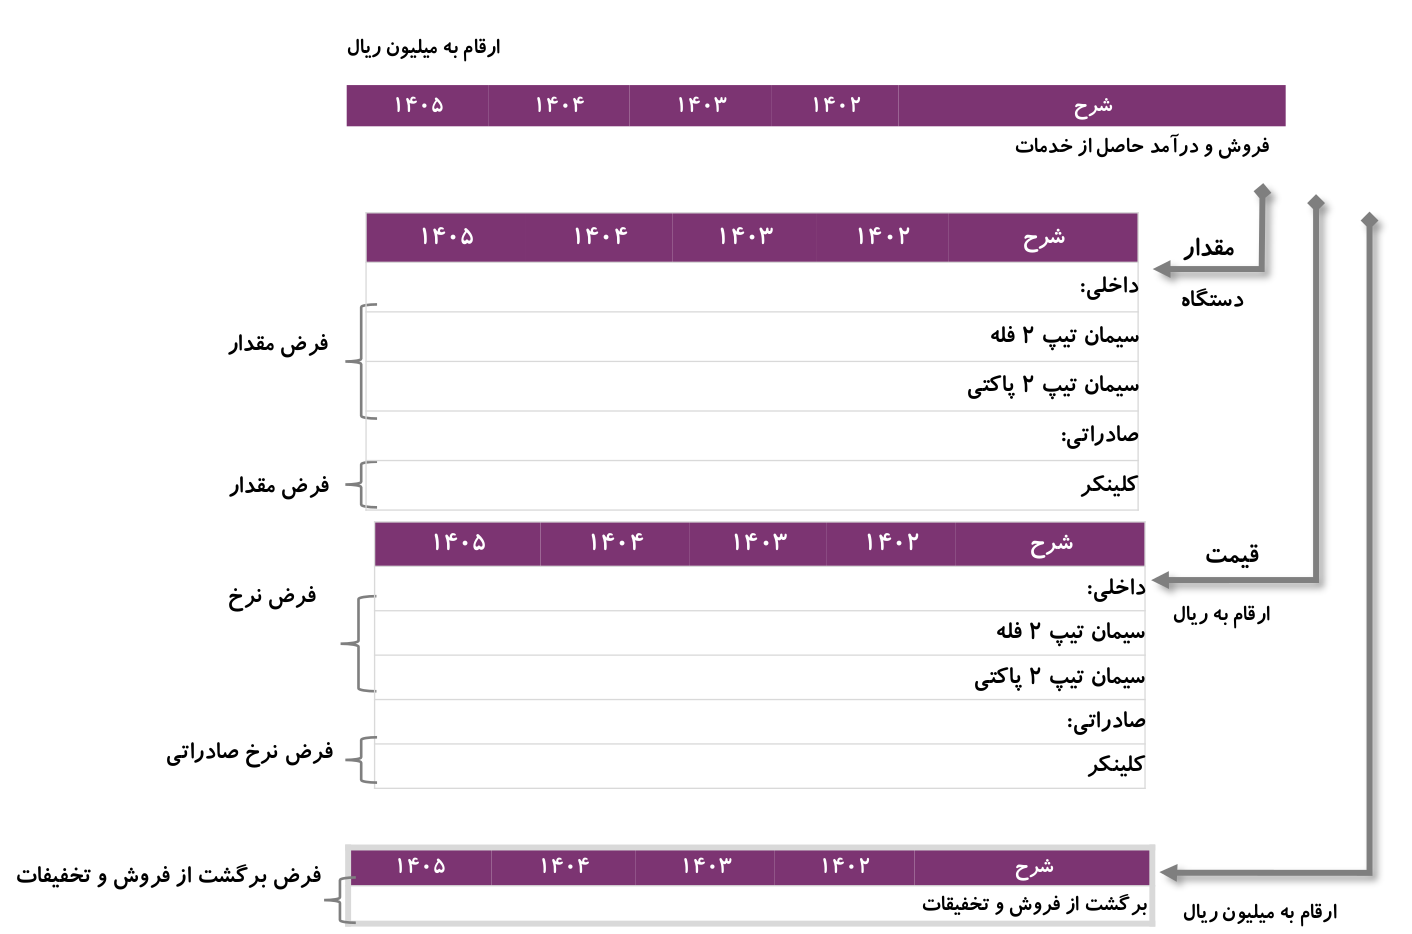 ارقام به میلیون ریال
شرح ۱۴۰۲ ۱۴۰۳ ۱۴۰۴ ۱۴۰۵
فروش و درآمد حاصل از خدمات
مقدار
دستگاه
شرح ۱۴۰۲ ۱۴۰۳ ۱۴۰۴ ۱۴۰۵
داخلی:
سیمان تیپ ۲ فله
سیمان تیپ ۲ پاکتی
فرض مقدار
صادراتی:
کلینکر
فرض مقدار
قیمت
ارقام به ریال
شرح ۱۴۰۲ ۱۴۰۳ ۱۴۰۴ ۱۴۰۵
داخلی:
سیمان تیپ ۲ فله
سیمان تیپ ۲ پاکتی
فرض نرخ
صادراتی:
کلینکر
فرض نرخ صادراتی
شرح ۱۴۰۲ ۱۴۰۳ ۱۴۰۴ ۱۴۰۵
برگشت از فروش و تخفیقات
فرض برگشت از فروش و تخفیفات
ارقام به میلیون ریال